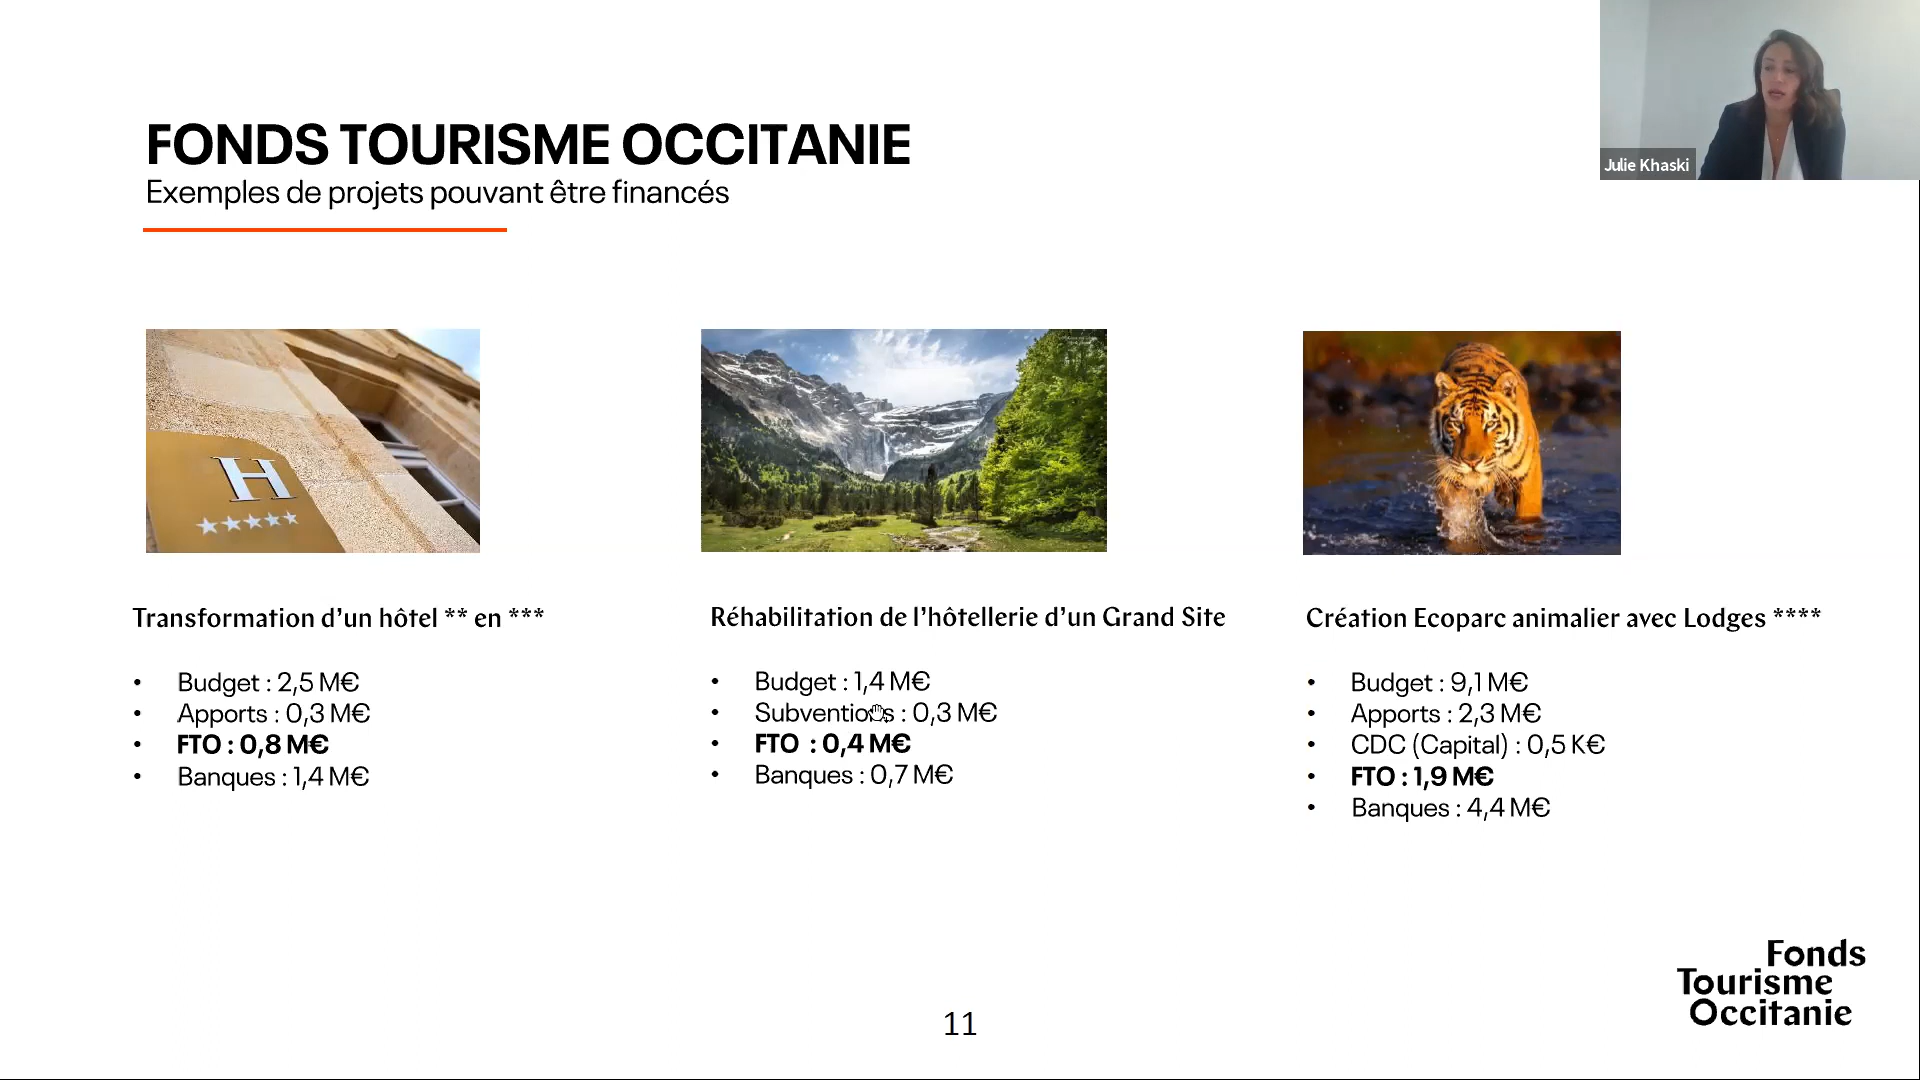 Julie Khaski
FONDS TOURISME OCCITANIE
Exemples de projets pouvant être financés
H
Transformation d’un hôtel ** en ***
• Budget : 2,5 M€
• Apports : 0,3 M€
• FTO : 0,8 M€
• Banques : 1,4 M€
Réhabilitation de l’hôtellerie d’un Grand Site
• Budget : 1,4 M€
• Subventions : 0,3 M€
• FTO : 0,4 M€
• Banques : 0,7 M€
Création Ecoparc animalier avec Lodges ****
• Budget : 9,1 M€
• Apports : 2,3 M€
• CDC (Capital) : 0,5 K€
• FTO : 1,9 M€
• Banques : 4,4 M€
Fonds
Tourisme
Occitanie
11